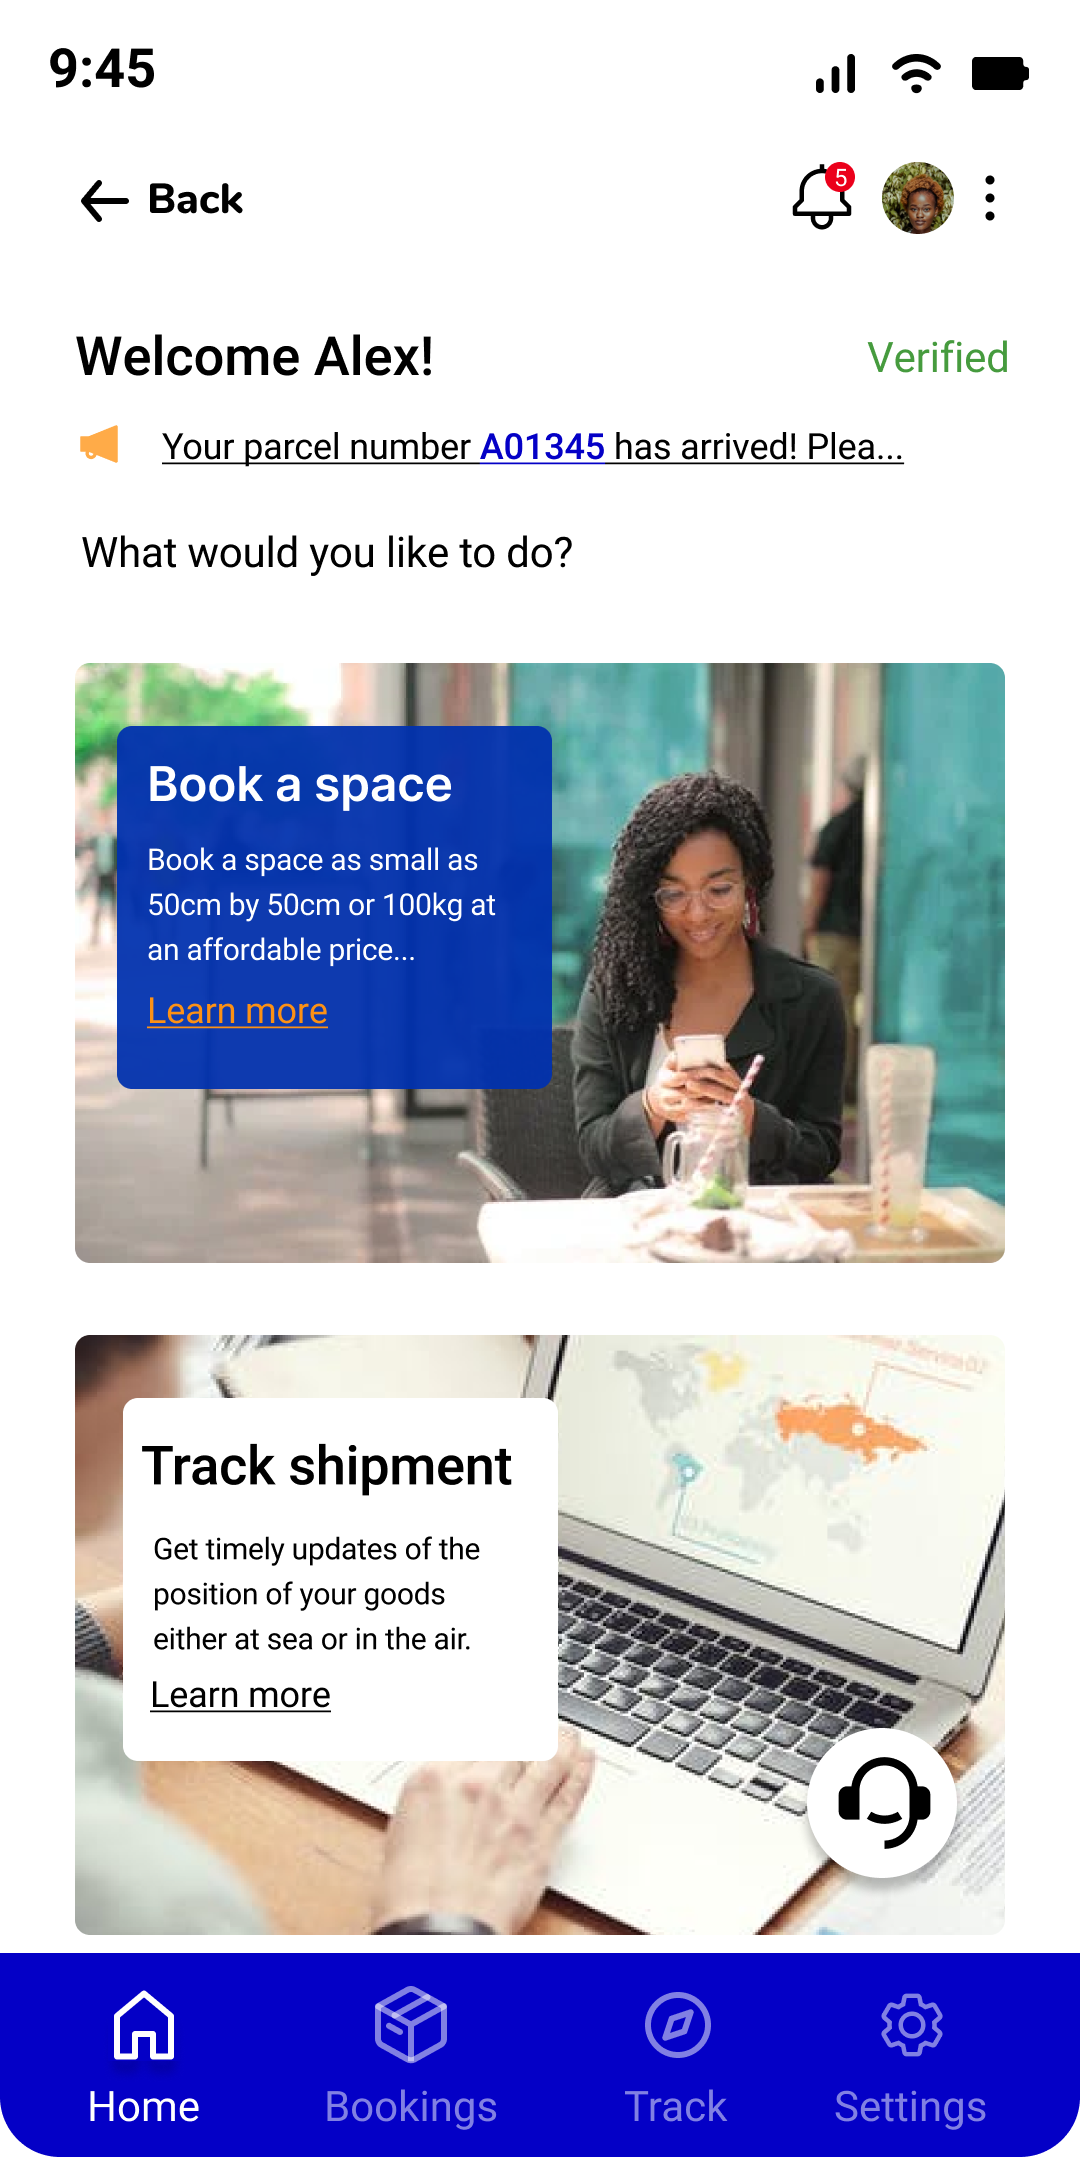 9:45
Back
5
Welcome Alex!
Verified
Your parcel number A01345 has arrived! Plea...
What would you like to do?
Book a space
Book a space as small as
50cm by 50cm or 100kg at
an affordable price...
Learn more
Track shipment
Get timely updates of the
position of your goods
either at sea or in the air.
Learn more
Home
Bookings
Track
Settings